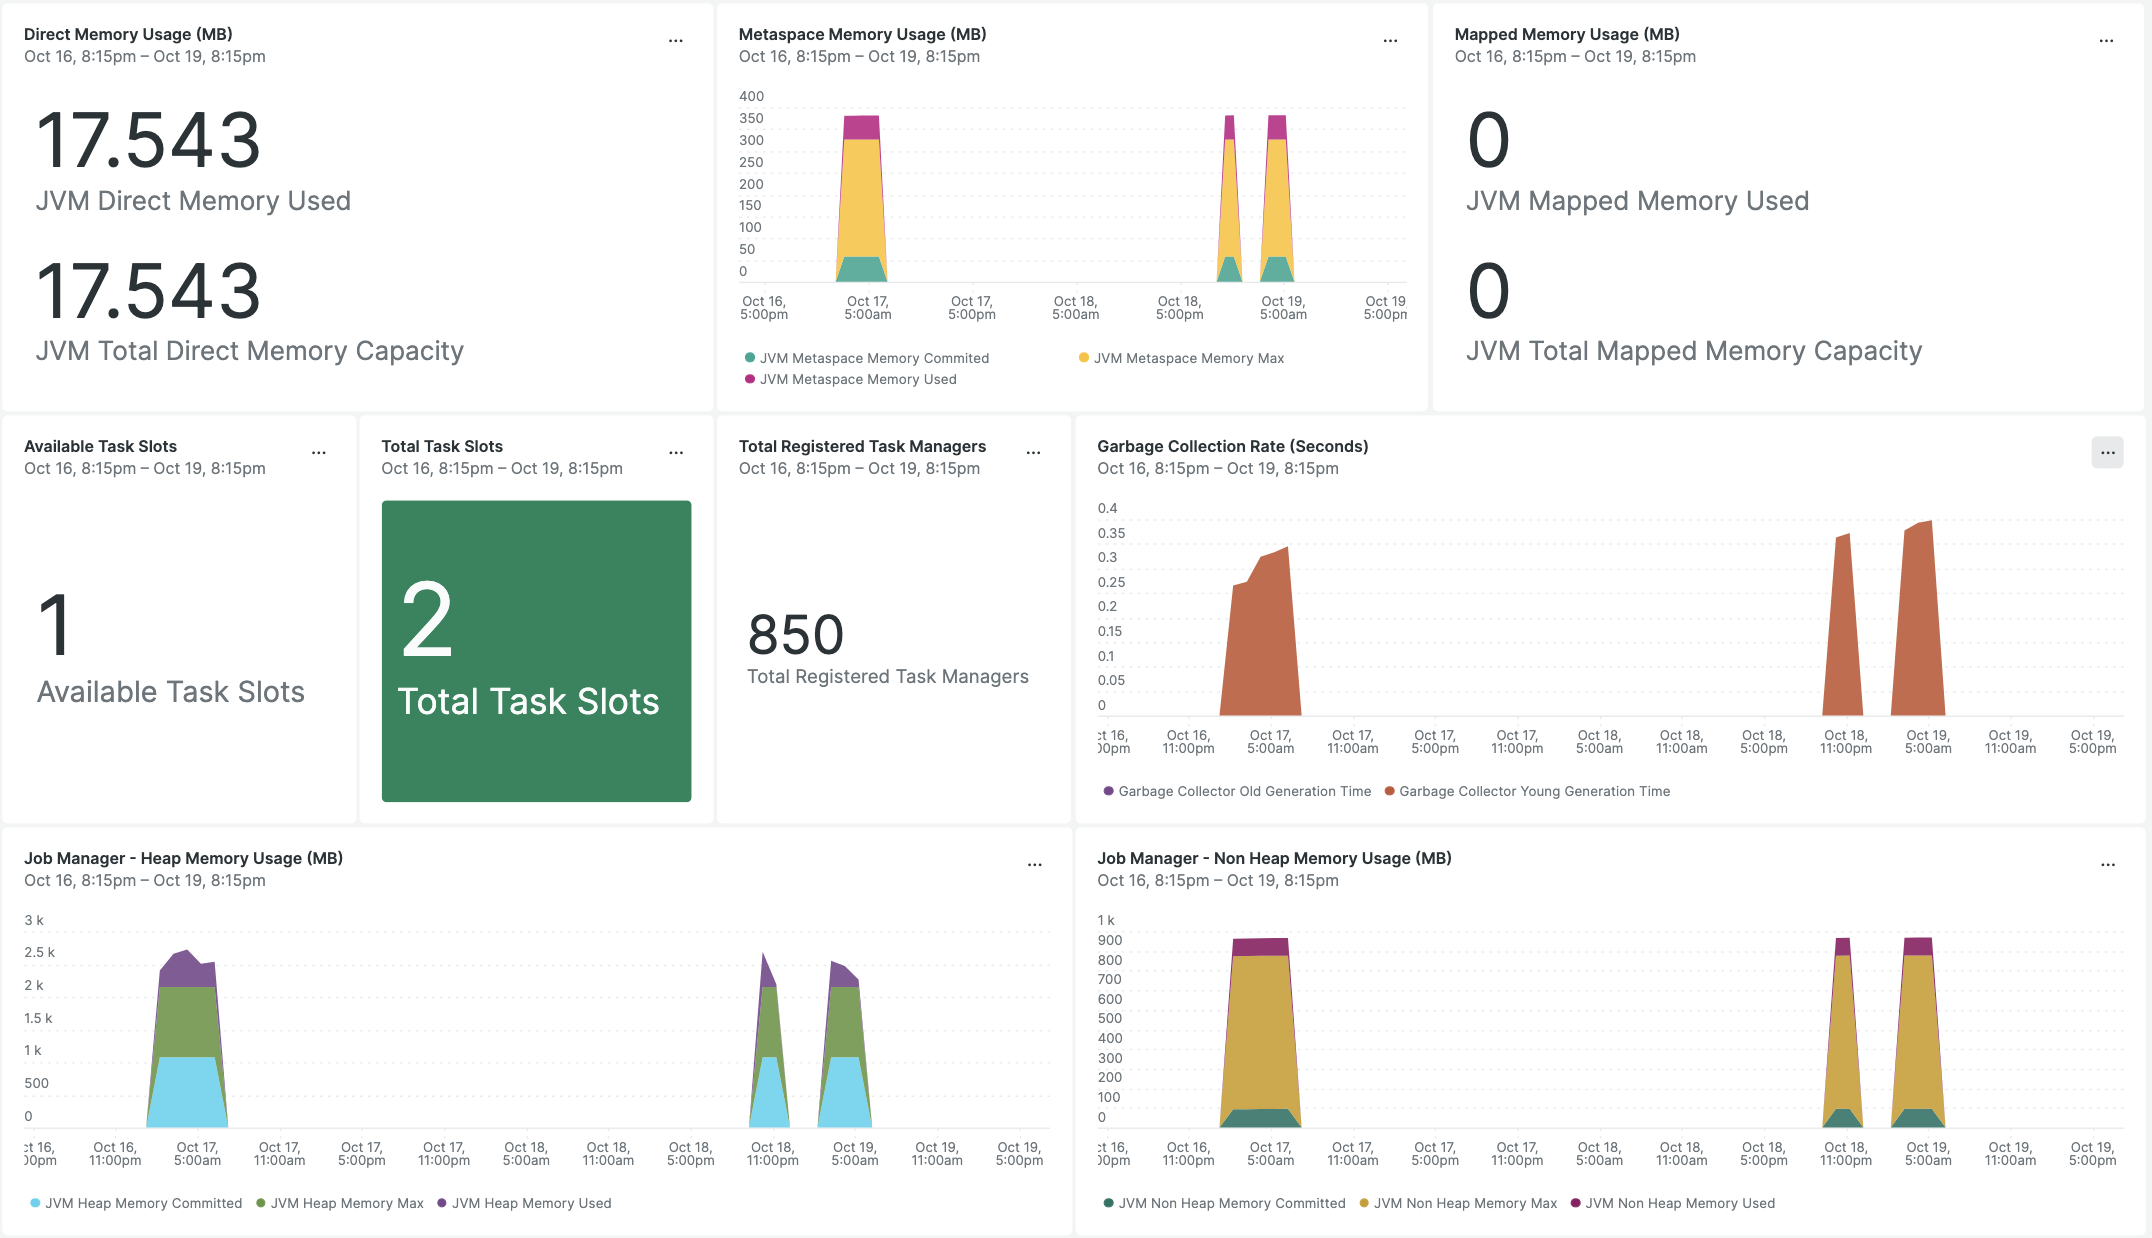 Direct Memory Usage (MB)
...
Oct 16, 8:15pm – Oct 19, 8:15pm
17.543
JVM Direct Memory Used
17.543
JVM Total Direct Memory Capacity
Metaspace Memory Usage (MB)
...
Oct 16, 8:15pm – Oct 19, 8:15pm
400
350
300
250
200
150
100
50
0
Oct 16, Oct 17, Oct 17, Oct 18, Oct 18, Oct 19, Oct 19
5:00pm 5:00am 5:00pm 5:00am 5:00pm 5:00am 5:00pm
JVM Metaspace Memory Commited JVM Metaspace Memory Max
JVM Metaspace Memory Used
Mapped Memory Usage (MB)
...
Oct 16, 8:15pm – Oct 19, 8:15pm
0
JVM Mapped Memory Used
0
JVM Total Mapped Memory Capacity
Available Task Slots
...
Oct 16, 8:15pm – Oct 19, 8:15pm
1
Available Task Slots
Total Task Slots
...
Oct 16, 8:15pm – Oct 19, 8:15pm
2
Total Task Slots
Total Registered Task Managers
...
Oct 16, 8:15pm – Oct 19, 8:15pm
850
Total Registered Task Managers
Garbage Collection Rate (Seconds)
...
Oct 16, 8:15pm – Oct 19, 8:15pm
0.4
0.35
0.3
0.25
0.2
0.15
0.1
0.05
0
ct 16, Oct 16, Oct 17, Oct 17, Oct 17, Oct 17, Oct 18, Oct 18, Oct 18, Oct 18, Oct 19, Oct 19, Oct 19,
00pm 11:00pm 5:00am 11:00am 5:00pm 11:00pm 5:00am 11:00am 5:00pm 11:00pm 5:00am 11:00am 5:00pm
Garbage Collector Old Generation Time Garbage Collector Young Generation Time
Job Manager - Heap Memory Usage (MB)
...
Oct 16, 8:15pm – Oct 19, 8:15pm
3 k
2.5 k
2 k
1.5 k
1 k
500
0
ct 16, Oct 16, Oct 17, Oct 17, Oct 17, Oct 17, Oct 18, Oct 18, Oct 18, Oct 18, Oct 19, Oct 19, Oct 19,
00pm 11:00pm 5:00am 11:00am 5:00pm 11:00pm 5:00am 11:00am 5:00pm 11:00pm 5:00am 11:00am 5:00pm
JVM Heap Memory Committed JVM Heap Memory Max JVM Heap Memory Used
Job Manager - Non Heap Memory Usage (MB)
...
Oct 16, 8:15pm – Oct 19, 8:15pm
1 k
900
800
700
600
500
400
300
200
100
0
ct 16, Oct 16, Oct 17, Oct 17, Oct 17, Oct 17, Oct 18, Oct 18, Oct 18, Oct 18, Oct 19, Oct 19, Oct 19,
00pm 11:00pm 5:00am 11:00am 5:00pm 11:00pm 5:00am 11:00am 5:00pm 11:00pm 5:00am 11:00am 5:00pm
JVM Non Heap Memory Committed JVM Non Heap Memory Max JVM Non Heap Memory Used